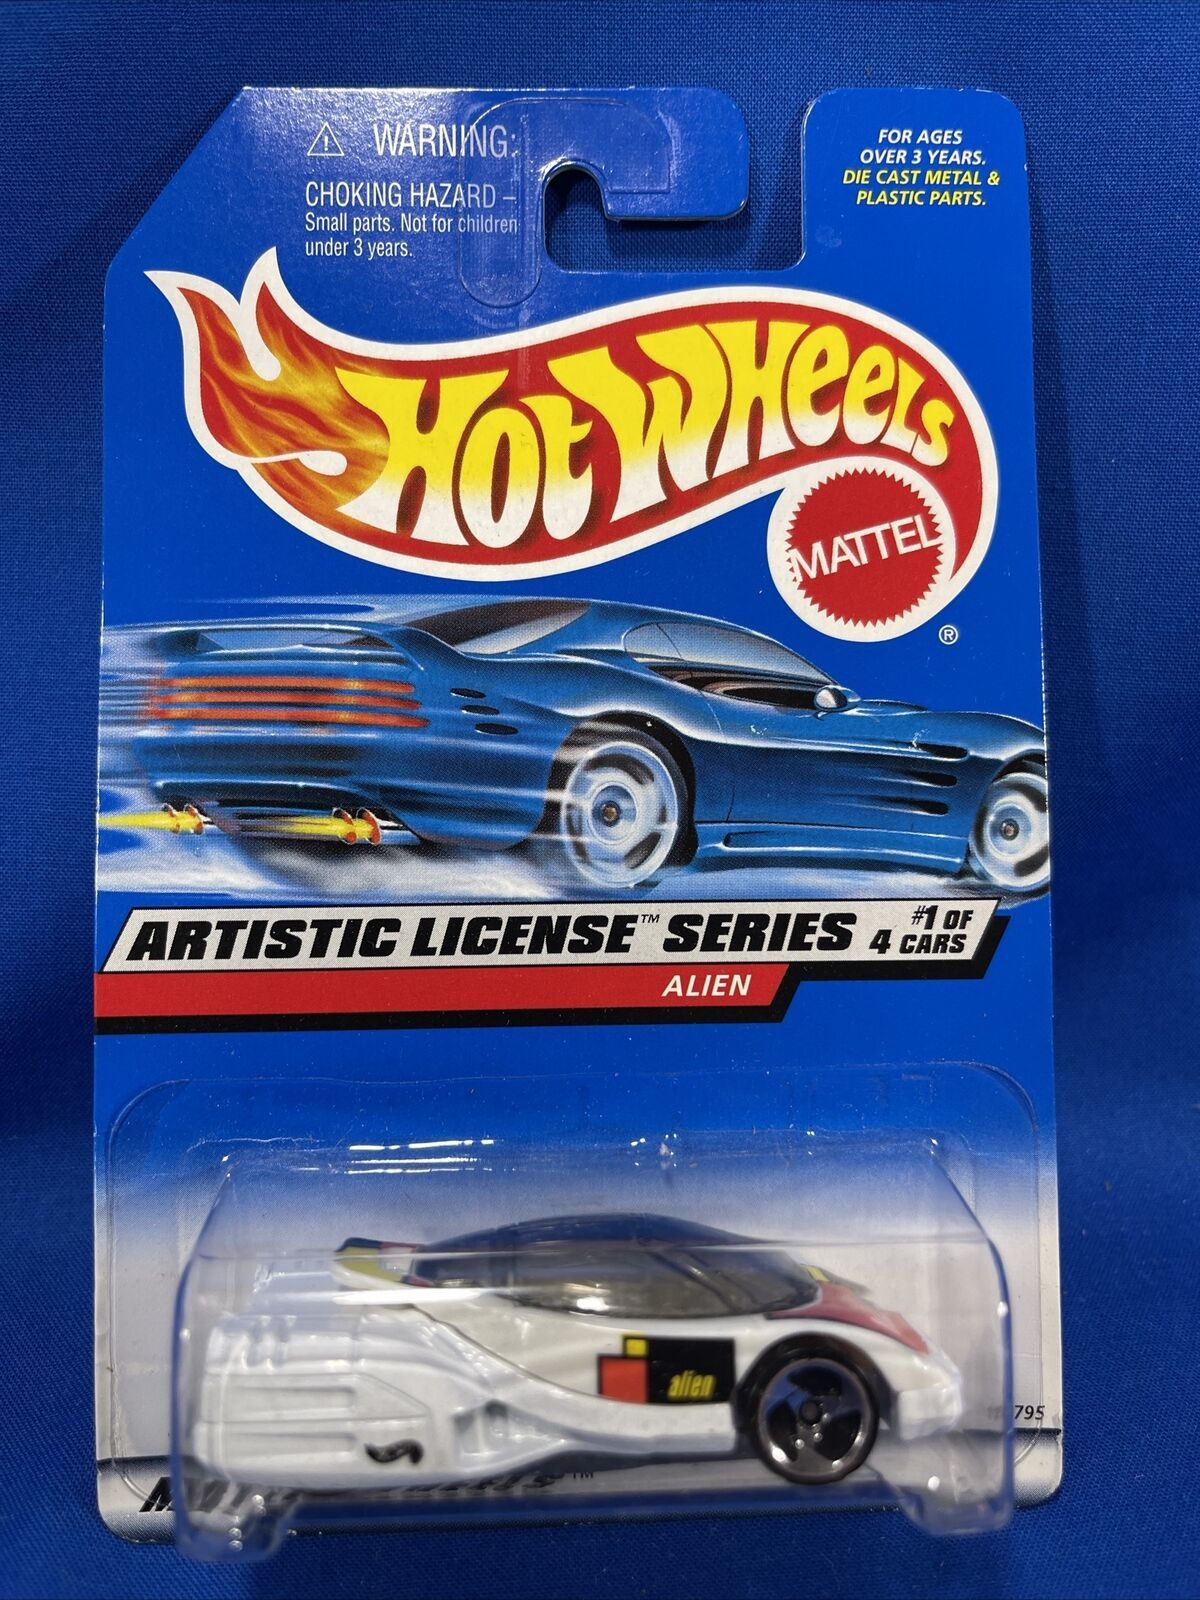 WARNING:
CHOKING HAZARD –
Small parts. Not for children
under 3 years.
FOR AGES
OVER 3 YEARS.
DIE CAST METAL &
PLASTIC PARTS.
HOT WHEELS
MATTEL
®
ARTISTIC LICENSE™ SERIES
#1 OF
4 CARS
ALIEN
alien
795
TM